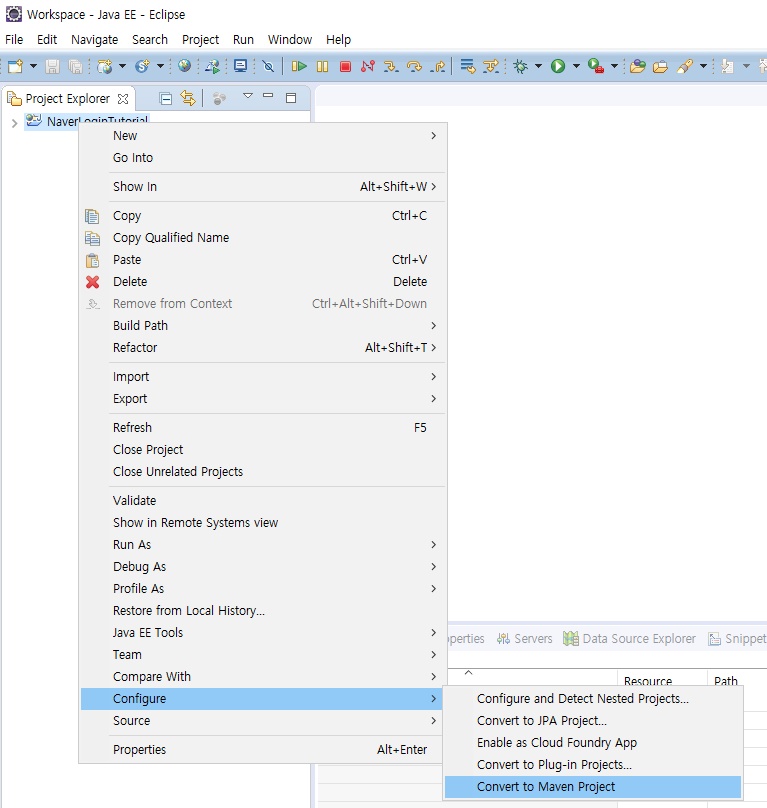 Workspace - Java EE - Eclipse
File Edit Navigate Search Project Run Window Help
Project Explorer
NaverLoginTutorial
New
Go Into
Show In Alt+Shift+W
Copy Ctrl+C
Copy Qualified Name
Paste Ctrl+V
Delete Delete
Remove from Context Ctrl+Alt+Shift+Down
Build Path
Refactor Alt+Shift+T
Import
Export
Refresh F5
Close Project
Close Unrelated Projects
Validate
Show in Remote Systems view
Run As
Debug As
Profile As
Restore from Local History...
Java EE Tools
Team
Compare With
Configure
Source
Properties Alt+Enter
perties Servers Data Source Explorer Snippet
Resource Path
Configure and Detect Nested Projects...
Convert to JPA Project...
Enable as Cloud Foundry App
Convert to Plug-in Projects...
Convert to Maven Project